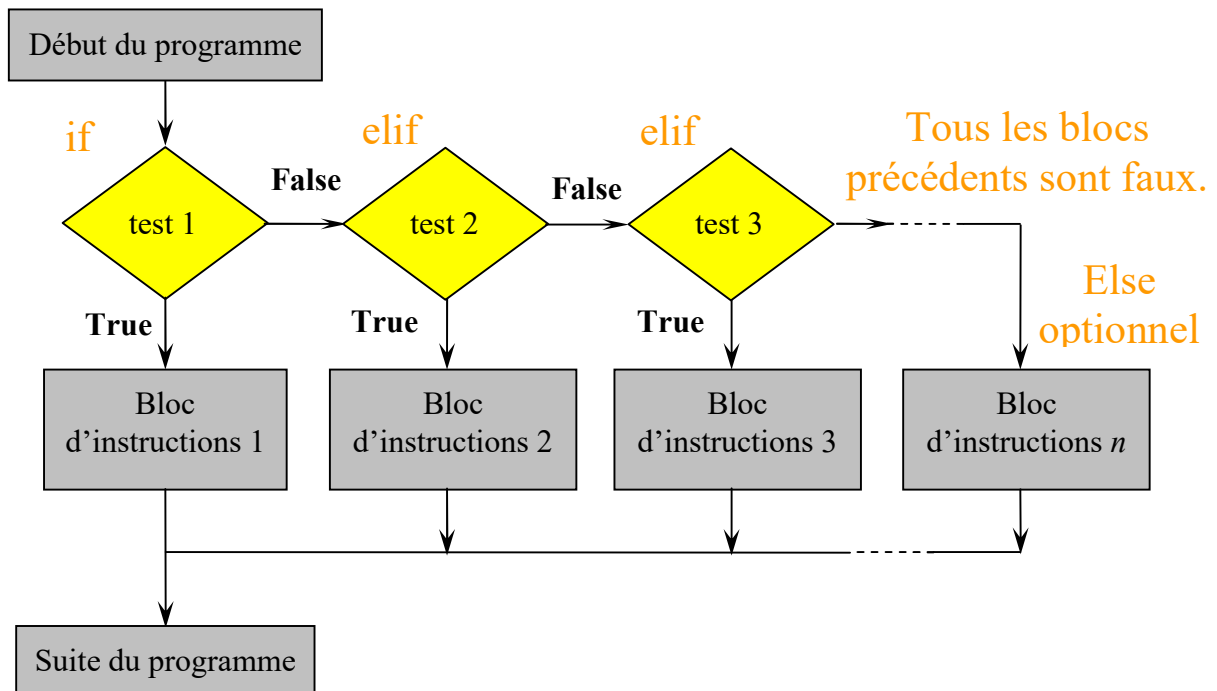 Début du programme
if
elif
elif
Tous les blocs
précédents sont faux.
False
False
test 1
test 2
test 3
Else
optionnel
True
True
True
Bloc
d’instructions 1
Bloc
d’instructions 2
Bloc
d’instructions 3
Bloc
d’instructions n
Suite du programme